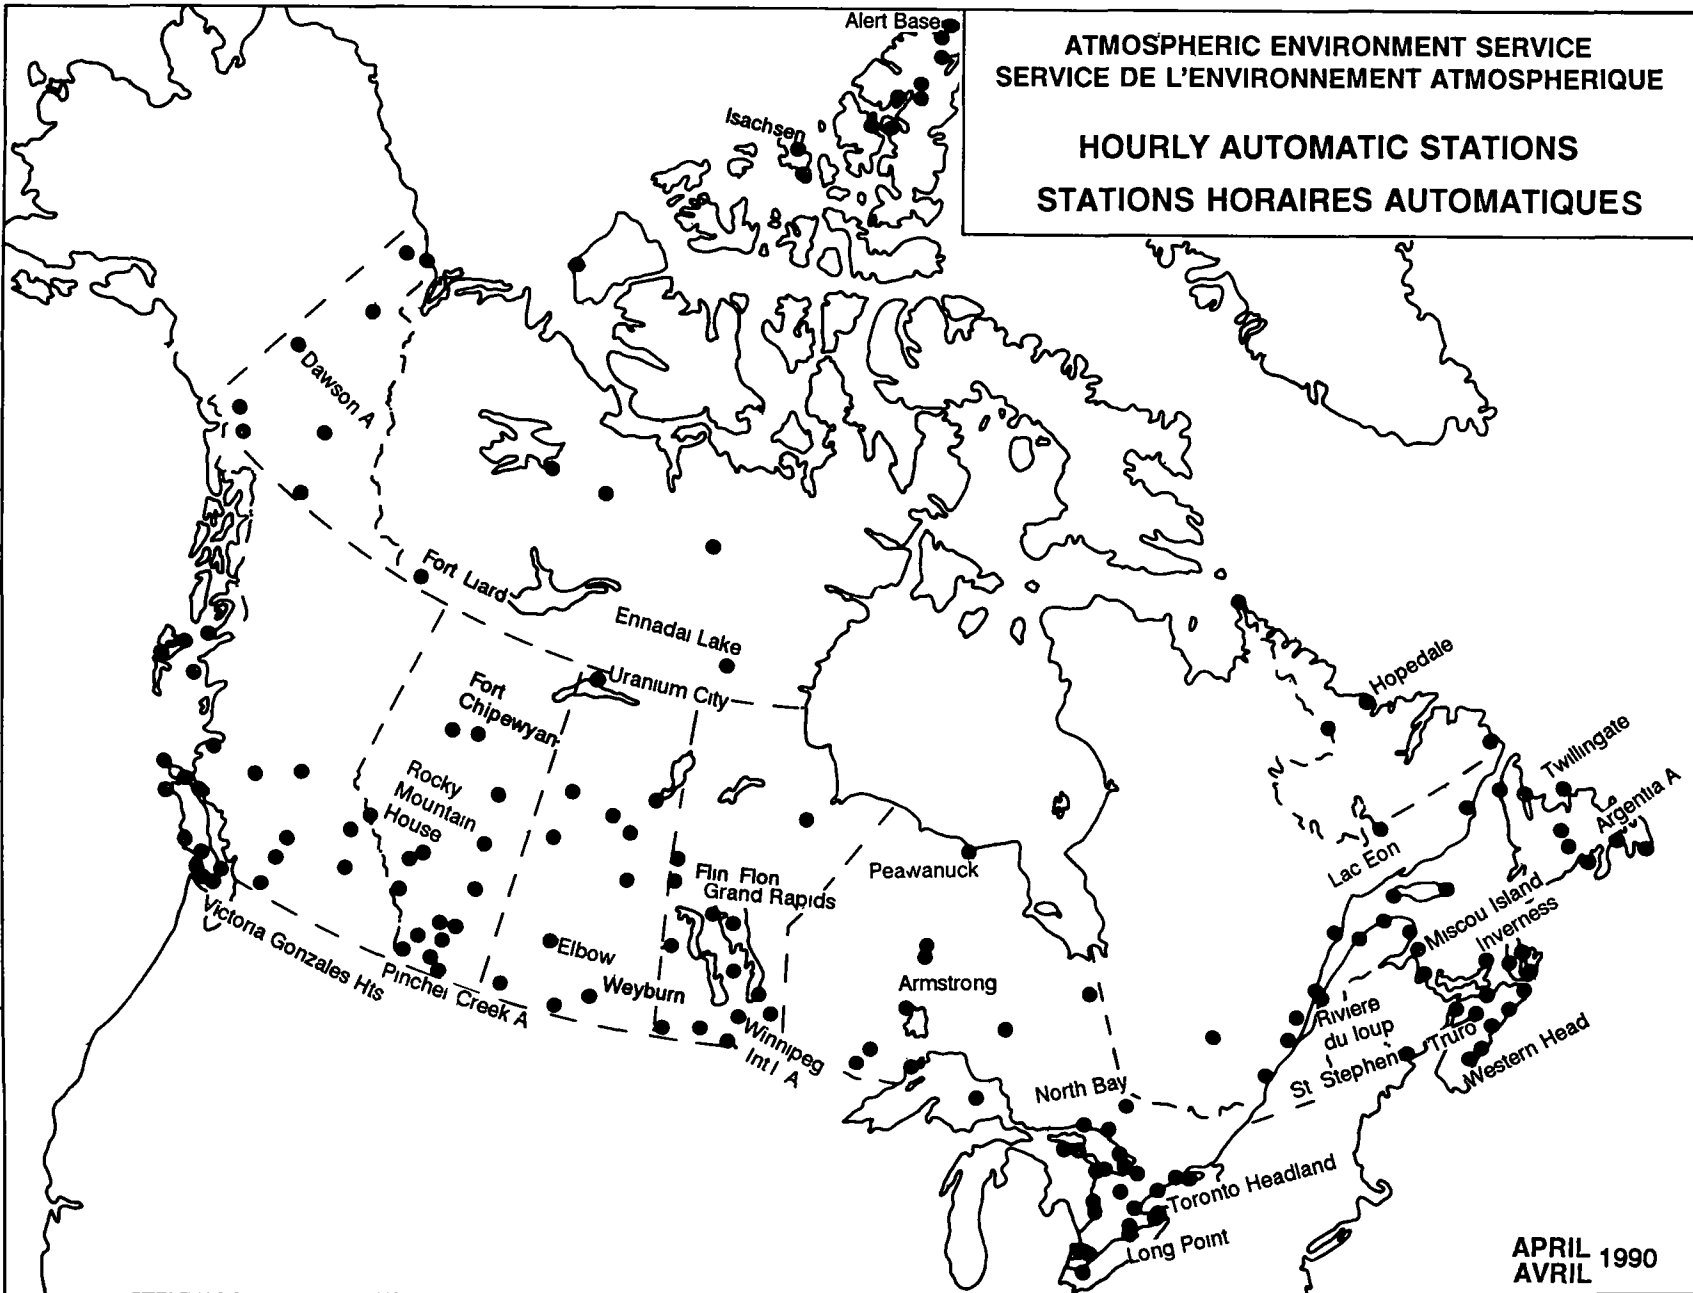 Alert Base
ATMOSPHERIC ENVIRONMENT SERVICE
SERVICE DE L'ENVIRONNEMENT ATMOSPHERIQUE
HOURLY AUTOMATIC STATIONS
STATIONS HORAIRES AUTOMATIQUES
Isachsen
Dawson A
Fort Liard
Ennadai Lake
Uranium City
Fort
Chipewyan
Hopedale
Twillingate
Argentia A
Rocky
Mountain
House
Lac Eon
Peawanuck
Flin Flon
Grand Rapids
Miscou Island
Inverness
Victoria Gonzales Hts
Pincher Creek A
Elbow
Weyburn
Armstrong
Winnipeg
Int'l A
Riviere
du loup
St Stephen
Truro
Western Head
North Bay
Toronto Headland
Long Point
APRIL
AVRIL 1990